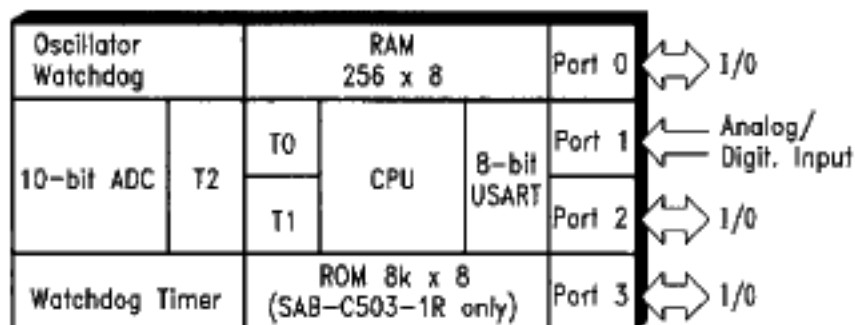 Oscillator
Watchdog
RAM
256 x 8
Port 0
I/O
10-bit ADC
T2
T0
T1
CPU
8-bit
USART
Port 1
Analog/
Digit. Input
Port 2
I/O
Watchdog Timer
ROM 8k x 8
(SAB-C503-1R only)
Port 3
I/O